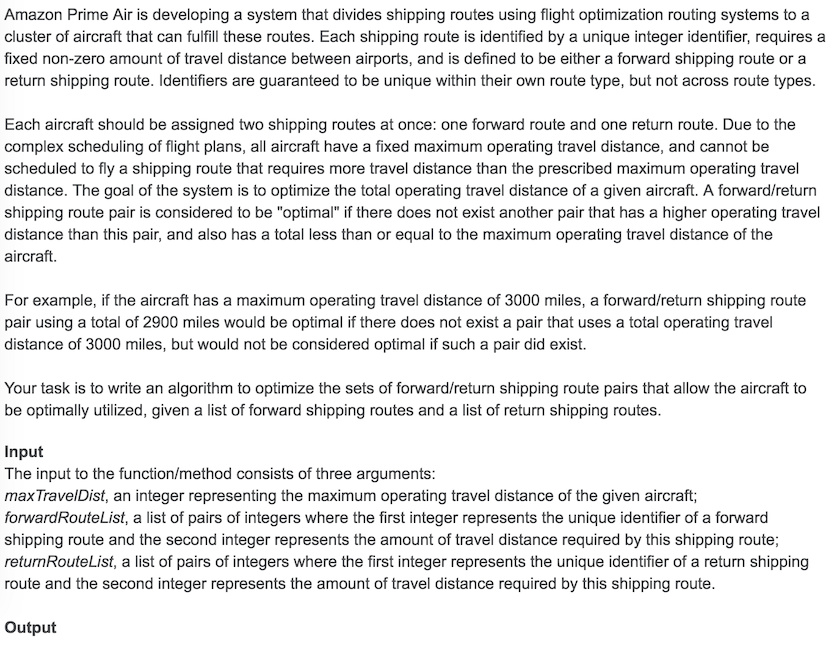 Amazon Prime Air is developing a system that divides shipping routes using flight optimization routing systems to a
cluster of aircraft that can fulfill these routes. Each shipping route is identified by a unique integer identifier, requires a
fixed non-zero amount of travel distance between airports, and is defined to be either a forward shipping route or a
return shipping route. Identifiers are guaranteed to be unique within their own route type, but not across route types.
Each aircraft should be assigned two shipping routes at once: one forward route and one return route. Due to the
complex scheduling of flight plans, all aircraft have a fixed maximum operating travel distance, and cannot be
scheduled to fly a shipping route that requires more travel distance than the prescribed maximum operating travel
distance. The goal of the system is to optimize the total operating travel distance of a given aircraft. A forward/return
shipping route pair is considered to be "optimal" if there does not exist another pair that has a higher operating travel
distance than this pair, and also has a total less than or equal to the maximum operating travel distance of the
aircraft.
For example, if the aircraft has a maximum operating travel distance of 3000 miles, a forward/return shipping route
pair using a total of 2900 miles would be optimal if there does not exist a pair that uses a total operating travel
distance of 3000 miles, but would not be considered optimal if such a pair did exist.
Your task is to write an algorithm to optimize the sets of forward/return shipping route pairs that allow the aircraft to
be optimally utilized, given a list of forward shipping routes and a list of return shipping routes.
Input
The input to the function/method consists of three arguments:
maxTravelDist, an integer representing the maximum operating travel distance of the given aircraft;
forwardRouteList, a list of pairs of integers where the first integer represents the unique identifier of a forward
shipping route and the second integer represents the amount of travel distance required by this shipping route;
returnRouteList, a list of pairs of integers where the first integer represents the unique identifier of a return shipping
route and the second integer represents the amount of travel distance required by this shipping route.
Output